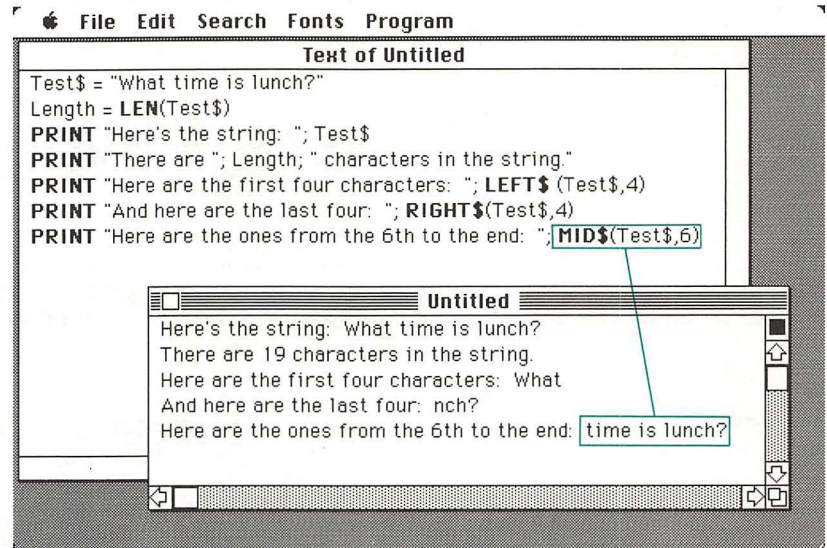 File Edit Search Fonts Program
Text of Untitled
Test$ = "What time is lunch?"
Length = LEN(Test$)
PRINT "Here's the string:  "; Test$
PRINT "There are "; Length; " characters in the string."
PRINT "Here are the first four characters:  "; LEFT$ (Test$,4)
PRINT "And here are the last four:  "; RIGHT$(Test$,4)
PRINT "Here are the ones from the 6th to the end:  "; MID$(Test$,6)
Untitled
Here's the string:  What time is lunch?
There are 19 characters in the string.
Here are the first four characters:  What
And here are the last four:  nch?
Here are the ones from the 6th to the end:  time is lunch?